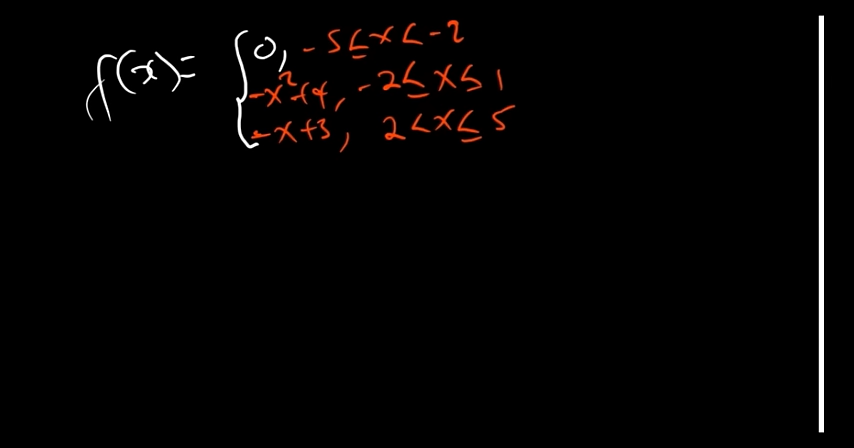 f(x)= { 0, -5≤x<-2
-x²+4, -2≤x≤1
-x+3, 2<x≤5